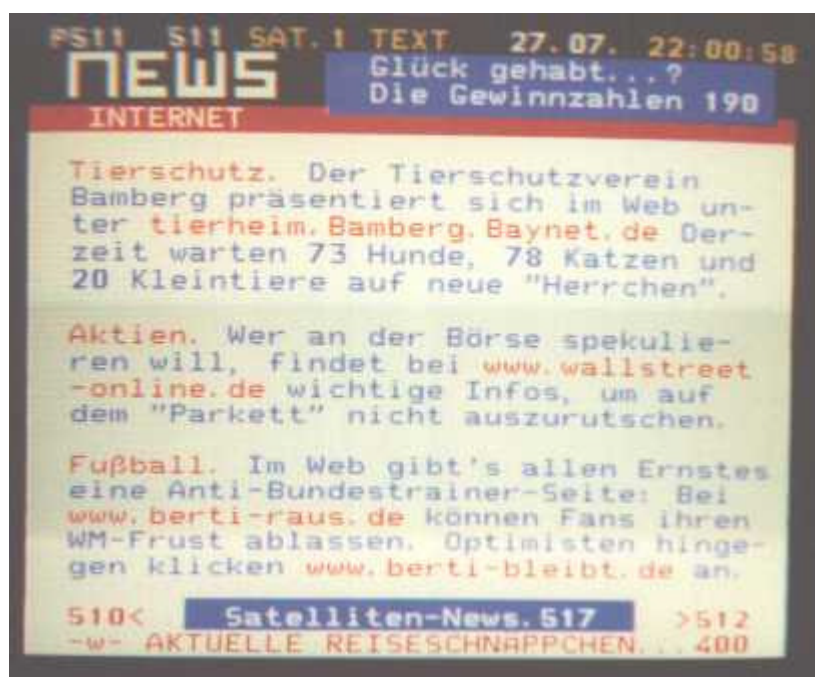 PS11 511 SAT.1 TEXT 27.07. 22:00:58
NEWS
Glück gehabt...?
Die Gewinnzahlen 190
INTERNET
Tierschutz. Der Tierschutzverein
Bamberg präsentiert sich im Web un-
ter tierheim.Bamberg.Baynet.de Der-
zeit warten 73 Hunde, 78 Katzen und
20 Kleintiere auf neue "Herrchen".
Aktien. Wer an der Börse spekulie-
ren will, findet bei www.wallstreet
-online.de wichtige Infos, um auf
dem "Parkett" nicht auszurutschen.
Fußball. Im Web gibt's allen Ernstes
eine Anti-Bundestrainer-Seite: Bei
www.berti-raus.de können Fans ihren
WM-Frust ablassen. Optimisten hinge-
gen klicken www.berti-bleibt.de an.
510< Satelliten-News.517 >512
-w- AKTUELLE REISESCHNÄPPCHEN...400